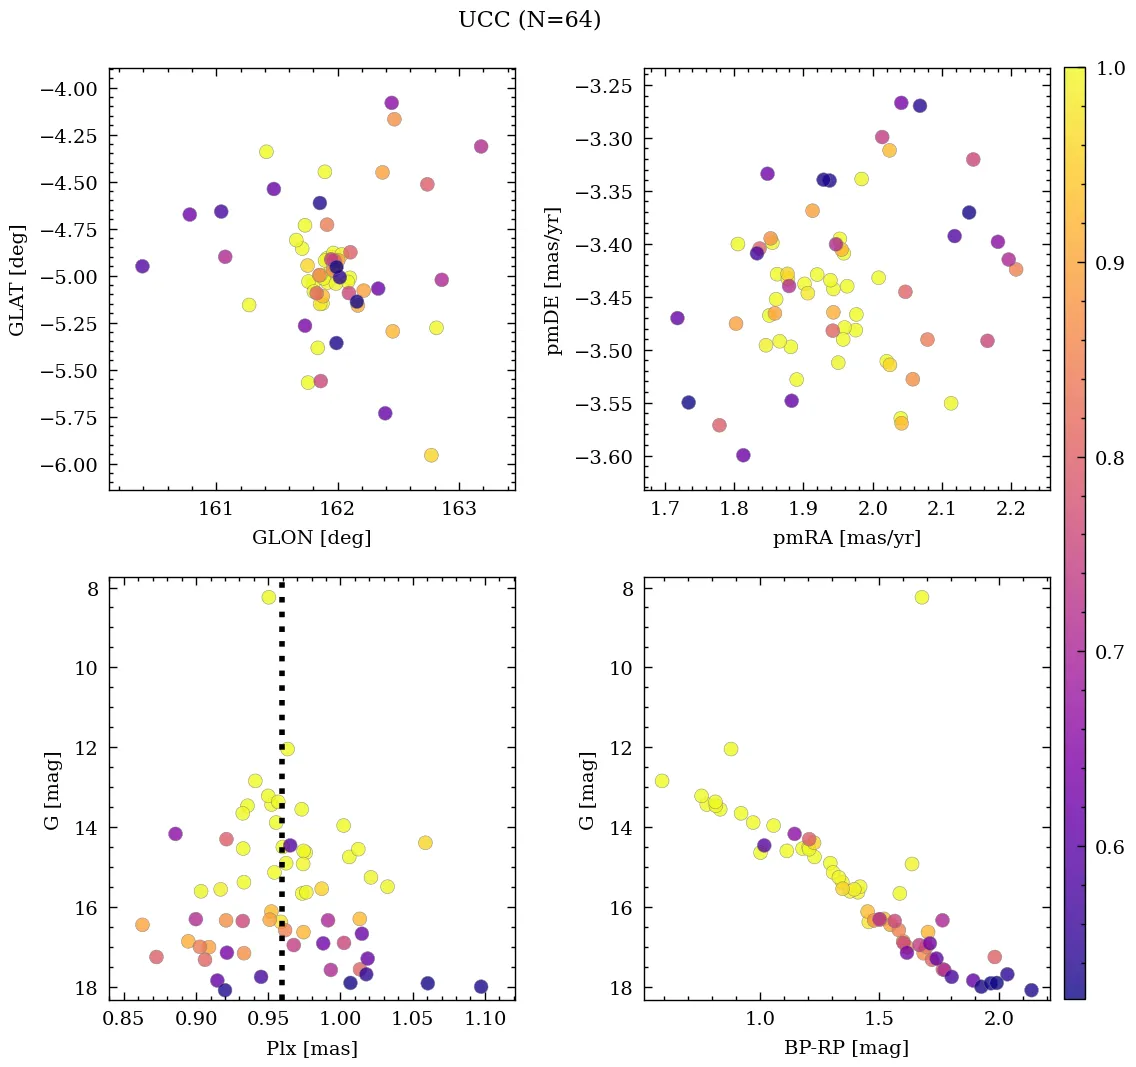 UCC (N=64)
−4.00
−4.25
−4.50
−4.75
−5.00
−5.25
−5.50
−5.75
−6.00
GLAT [deg]
161 162 163
GLON [deg]
−3.25
−3.30
−3.35
−3.40
−3.45
−3.50
−3.55
−3.60
pmDE [mas/yr]
1.7 1.8 1.9 2.0 2.1 2.2
pmRA [mas/yr]
8
10
12
14
16
18
G [mag]
0.85 0.90 0.95 1.00 1.05 1.10
Plx [mas]
8
10
12
14
16
18
G [mag]
1.0 1.5 2.0
BP-RP [mag]
1.0
0.9
0.8
0.7
0.6